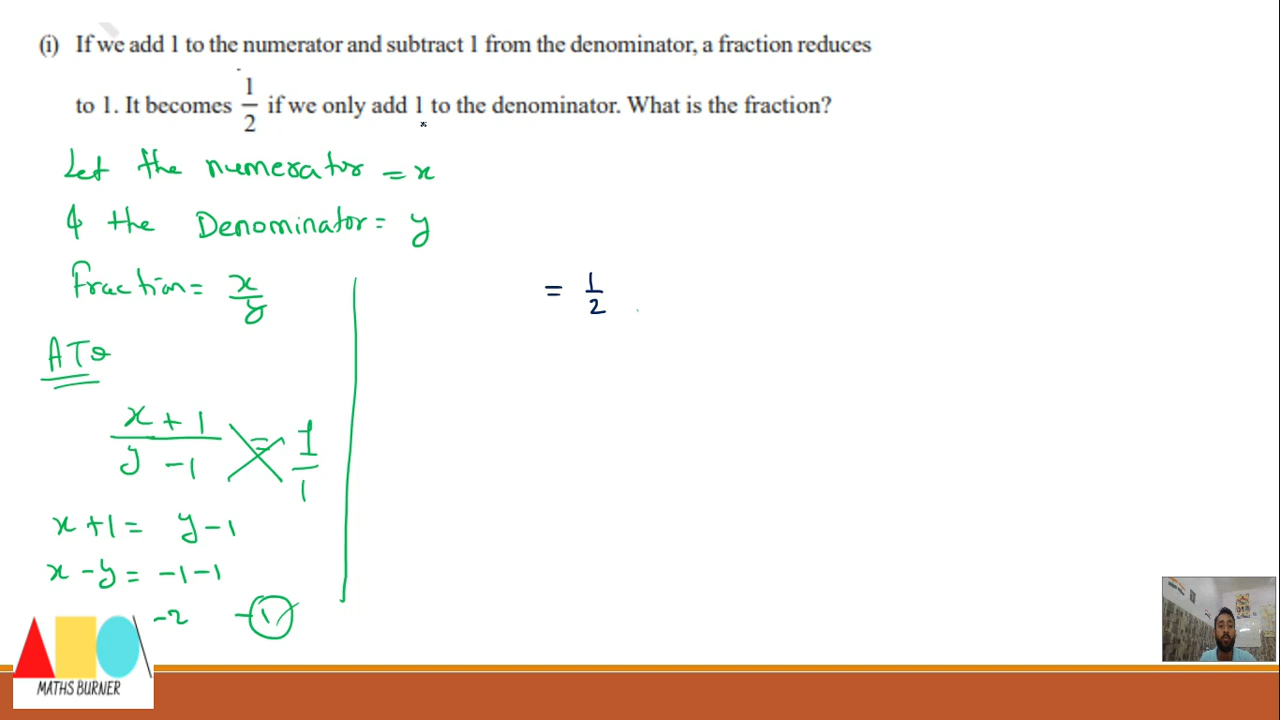 (i) If we add 1 to the numerator and subtract 1 from the denominator, a fraction reduces
to 1. It becomes 1/2 if we only add 1 to the denominator. What is the fraction?
Let the numerator = x
& the Denominator = y
Fraction = x/y
ATQ
(x + 1)/(y - 1) = 1/1
x + 1 = y - 1
x - y = -1 - 1
-2 - (1)
= 1/2
MATHS BURNER